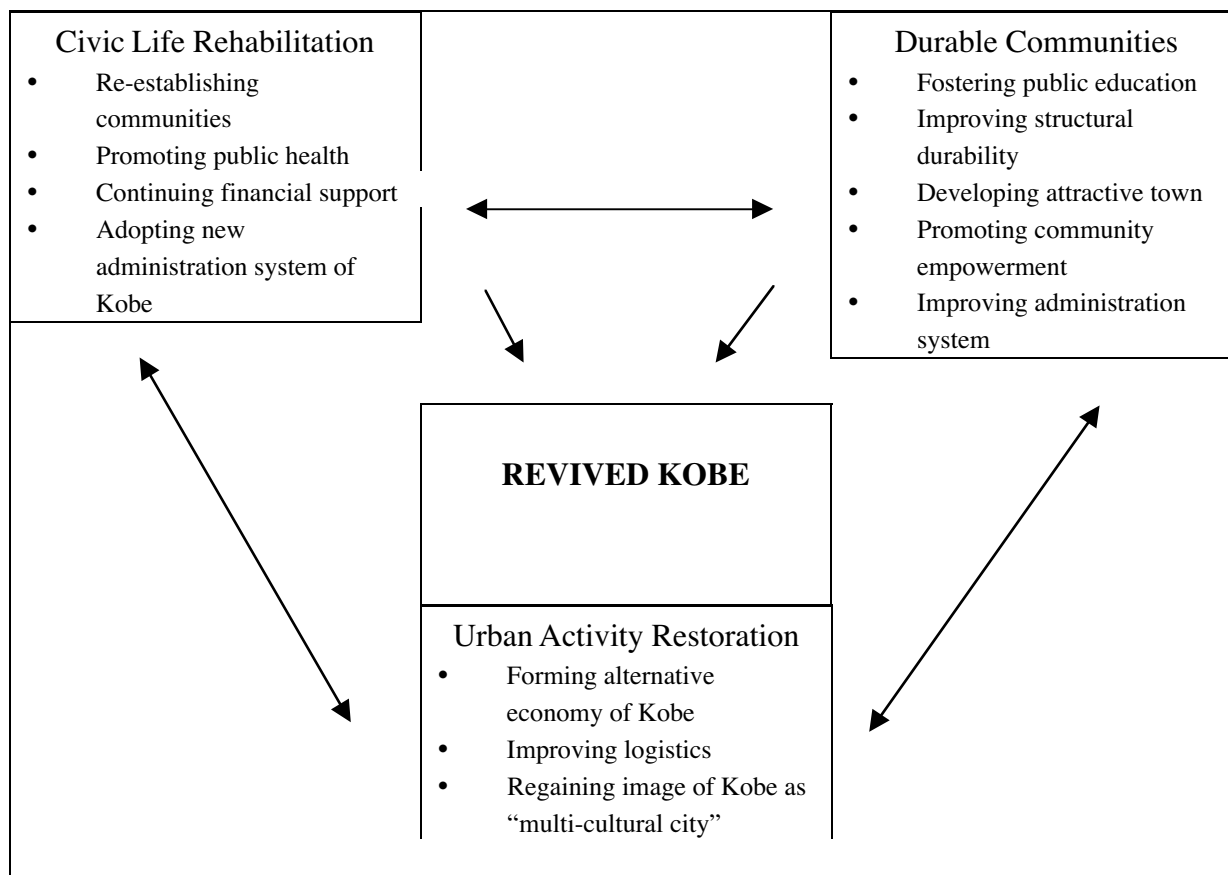 Civic Life Rehabilitation
• Re-establishing
communities
• Promoting public health
• Continuing financial support
• Adopting new
administration system of
Kobe
Durable Communities
• Fostering public education
• Improving structural
durability
• Developing attractive town
• Promoting community
empowerment
• Improving administration
system
REVIVED KOBE
Urban Activity Restoration
• Forming alternative
economy of Kobe
• Improving logistics
• Regaining image of Kobe as
“multi-cultural city”